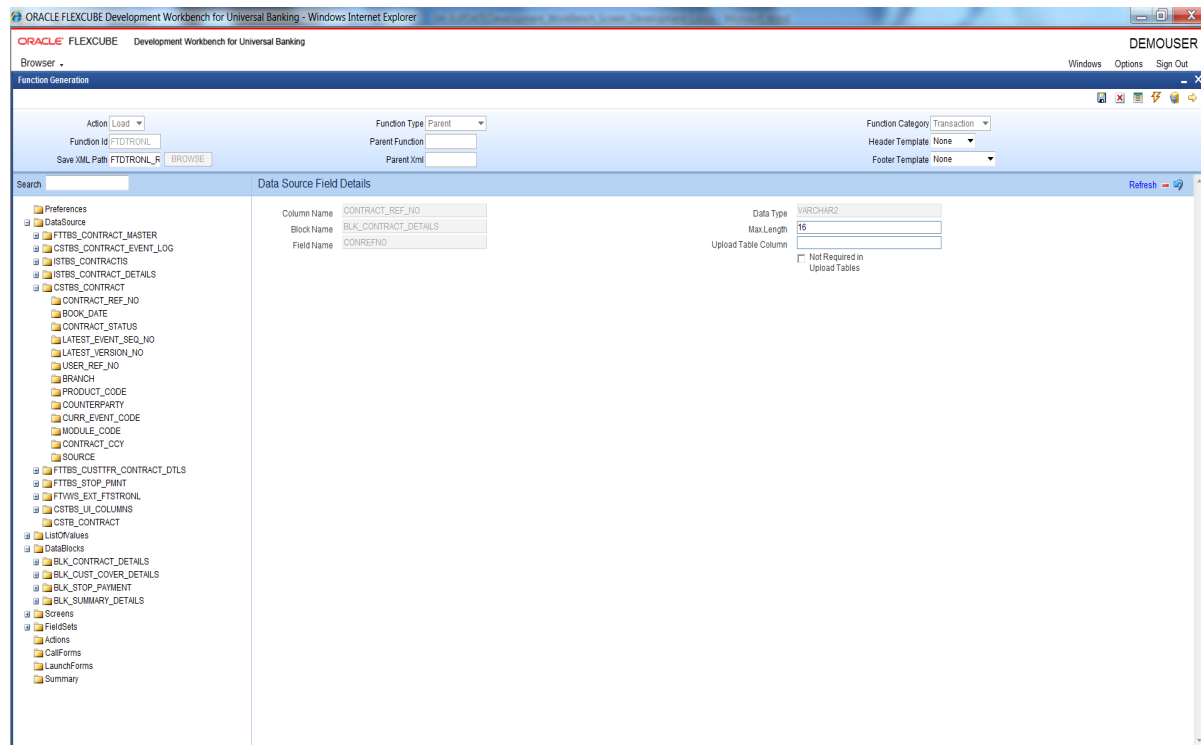 ORACLE FLEXCUBE Development Workbench for Universal Banking - Windows Internet Explorer
ORACLE FLEXCUBE Development Workbench for Universal Banking
DEMOUSER
Browser
Windows Options Sign Out
Function Generation
Action Load Function Type Parent Function Category Transaction
Function Id FTDTRONL Parent Function Header Template None
Save XML Path FTDTRONL_R BROWSE Parent Xml Footer Template None
Search Data Source Field Details Refresh
Column Name CONTRACT_REF_NO Data Type VARCHAR2
Block Name BLK_CONTRACT_DETAILS Max.Length 16
Field Name CONREFNO Upload Table Column
Not Required in
Upload Tables
Preferences
DataSource
FTTBS_CONTRACT_MASTER
CSTBS_CONTRACT_EVENT_LOG
ISTBS_CONTRACTIS
ISTBS_CONTRACT_DETAILS
CSTBS_CONTRACT
CONTRACT_REF_NO
BOOK_DATE
CONTRACT_STATUS
LATEST_EVENT_SEQ_NO
LATEST_VERSION_NO
USER_REF_NO
BRANCH
PRODUCT_CODE
COUNTERPARTY
CURR_EVENT_CODE
MODULE_CODE
CONTRACT_CCY
SOURCE
FTTBS_CUSTTFR_CONTRACT_DTLS
FTTBS_STOP_PMNT
FTVWS_EXT_FTSTRONL
CSTBS_UI_COLUMNS
CSTB_CONTRACT
ListOfValues
DataBlocks
BLK_CONTRACT_DETAILS
BLK_CUST_COVER_DETAILS
BLK_STOP_PAYMENT
BLK_SUMMARY_DETAILS
Screens
FieldSets
Actions
CallForms
LaunchForms
Summary